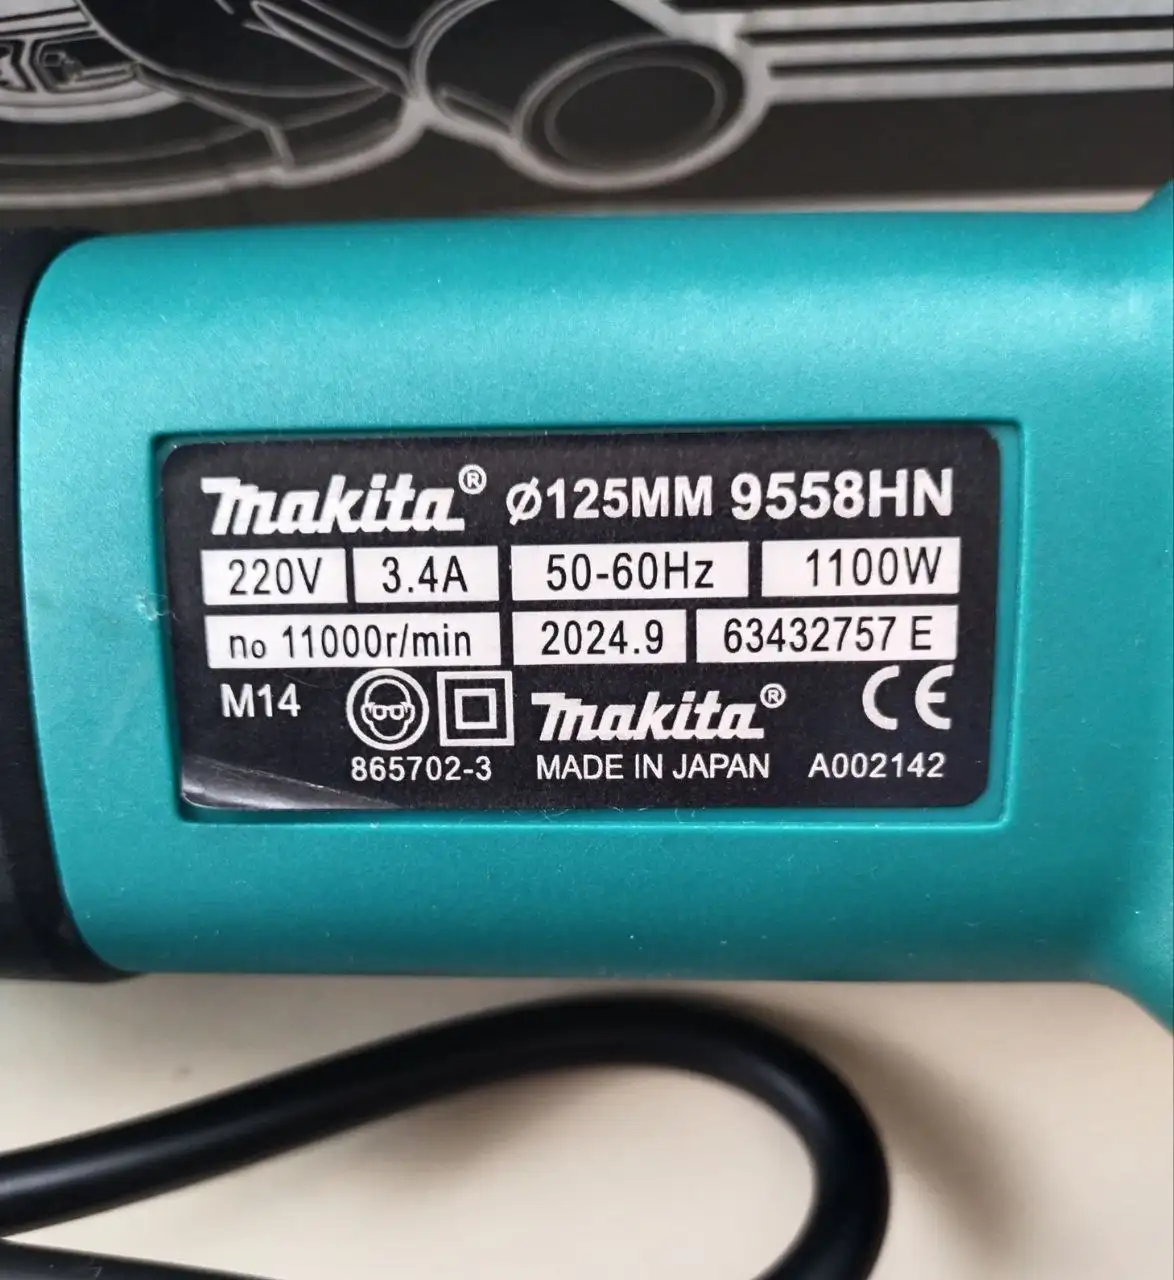 makita® Ø125MM 9558HN
220V 3.4A 50-60Hz 1100W
no 11000r/min 2024.9 63432757 E
M14 makita® CE
865702-3 MADE IN JAPAN A002142